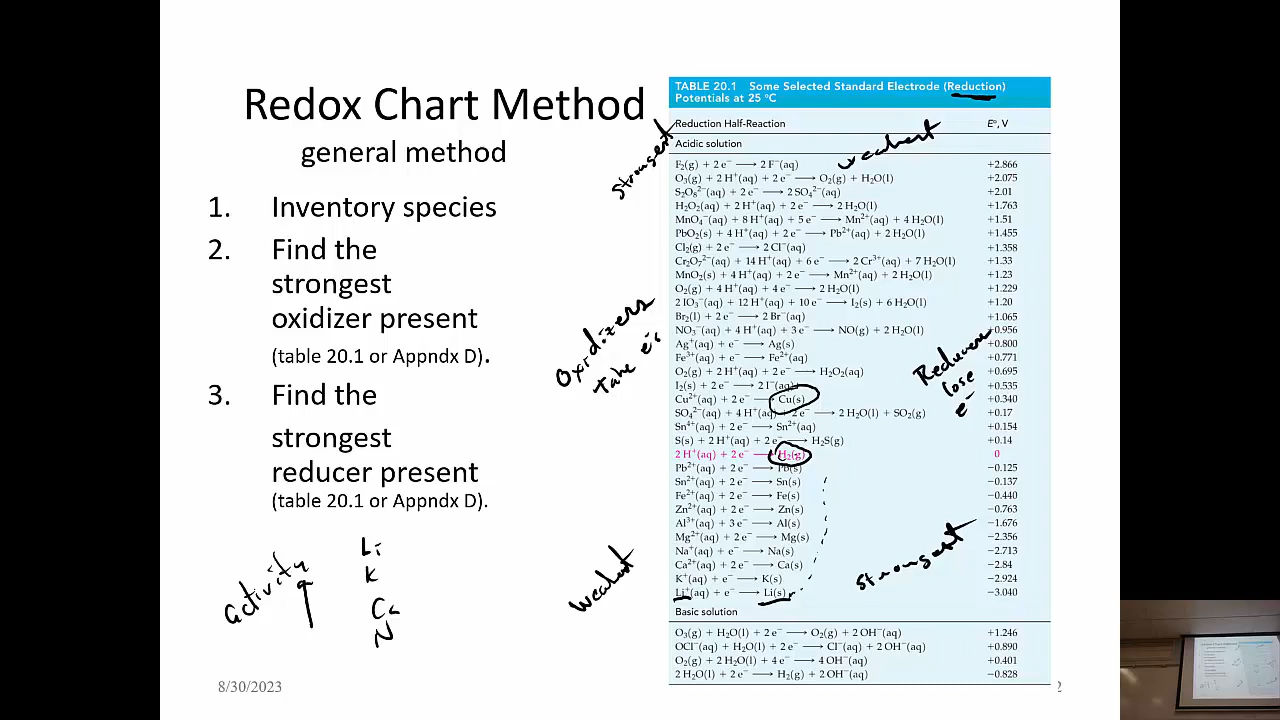 Redox Chart Method
general method
1. Inventory species
2. Find the
strongest
oxidizer present
(table 20.1 or Appndx D).
3. Find the
strongest
reducer present
(table 20.1 or Appndx D).
activity
Li
K
Ca
N
8/30/2023
strongest
Oxidizers
take e⁻s
weakest
TABLE 20.1 Some Selected Standard Electrode (Reduction)
Potentials at 25 °C
Reduction Half-Reaction E°, V
weakest
Acidic solution
F₂(g) + 2 e⁻ ⟶ 2 F⁻(aq) +2.866
O₃(g) + 2 H⁺(aq) + 2 e⁻ ⟶ O₂(g) + H₂O(l) +2.075
S₂O₈²⁻(aq) + 2 e⁻ ⟶ 2 SO₄²⁻(aq) +2.01
H₂O₂(aq) + 2 H⁺(aq) + 2 e⁻ ⟶ 2 H₂O(l) +1.763
MnO₄⁻(aq) + 8 H⁺(aq) + 5 e⁻ ⟶ Mn²⁺(aq) + 4 H₂O(l) +1.51
PbO₂(s) + 4 H⁺(aq) + 2 e⁻ ⟶ Pb²⁺(aq) + 2 H₂O(l) +1.455
Cl₂(g) + 2 e⁻ ⟶ 2 Cl⁻(aq) +1.358
Cr₂O₇²⁻(aq) + 14 H⁺(aq) + 6 e⁻ ⟶ 2 Cr³⁺(aq) + 7 H₂O(l) +1.33
MnO₂(s) + 4 H⁺(aq) + 2 e⁻ ⟶ Mn²⁺(aq) + 2 H₂O(l) +1.23
O₂(g) + 4 H⁺(aq) + 4 e⁻ ⟶ 2 H₂O(l) +1.229
2 IO₃⁻(aq) + 12 H⁺(aq) + 10 e⁻ ⟶ I₂(s) + 6 H₂O(l) +1.20
Br₂(l) + 2 e⁻ ⟶ 2 Br⁻(aq) +1.065
NO₃⁻(aq) + 4 H⁺(aq) + 3 e⁻ ⟶ NO(g) + 2 H₂O(l) +0.956
Ag⁺(aq) + e⁻ ⟶ Ag(s) +0.800
Fe³⁺(aq) + e⁻ ⟶ Fe²⁺(aq) +0.771
O₂(g) + 2 H⁺(aq) + 2 e⁻ ⟶ H₂O₂(aq) +0.695
I₂(s) + 2 e⁻ ⟶ 2 I⁻(aq) +0.535
Cu²⁺(aq) + 2 e⁻ ⟶ Cu(s) +0.340
SO₄²⁻(aq) + 4 H⁺(aq) + 2 e⁻ ⟶ 2 H₂O(l) + SO₂(g) +0.17
Sn⁴⁺(aq) + 2 e⁻ ⟶ Sn²⁺(aq) +0.154
S(s) + 2 H⁺(aq) + 2 e⁻ ⟶ H₂S(g) +0.14
2 H⁺(aq) + 2 e⁻ ⟶ H₂(g) 0
Pb²⁺(aq) + 2 e⁻ ⟶ Pb(s) −0.125
Sn²⁺(aq) + 2 e⁻ ⟶ Sn(s) −0.137
Fe²⁺(aq) + 2 e⁻ ⟶ Fe(s) −0.440
Zn²⁺(aq) + 2 e⁻ ⟶ Zn(s) −0.763
Al³⁺(aq) + 3 e⁻ ⟶ Al(s) −1.676
Mg²⁺(aq) + 2 e⁻ ⟶ Mg(s) −2.356
Na⁺(aq) + e⁻ ⟶ Na(s) −2.713
Ca²⁺(aq) + 2 e⁻ ⟶ Ca(s) −2.84
K⁺(aq) + e⁻ ⟶ K(s) −2.924
Li⁺(aq) + e⁻ ⟶ Li(s) −3.040
lose
e⁻
strongest
Basic solution
O₃(g) + H₂O(l) + 2 e⁻ ⟶ O₂(g) + 2 OH⁻(aq) +1.246
OCl⁻(aq) + H₂O(l) + 2 e⁻ ⟶ Cl⁻(aq) + 2 OH⁻(aq) +0.890
O₂(g) + 2 H₂O(l) + 4 e⁻ ⟶ 4 OH⁻(aq) +0.401
2 H₂O(l) + 2 e⁻ ⟶ H₂(g) + 2 OH⁻(aq) −0.828
2